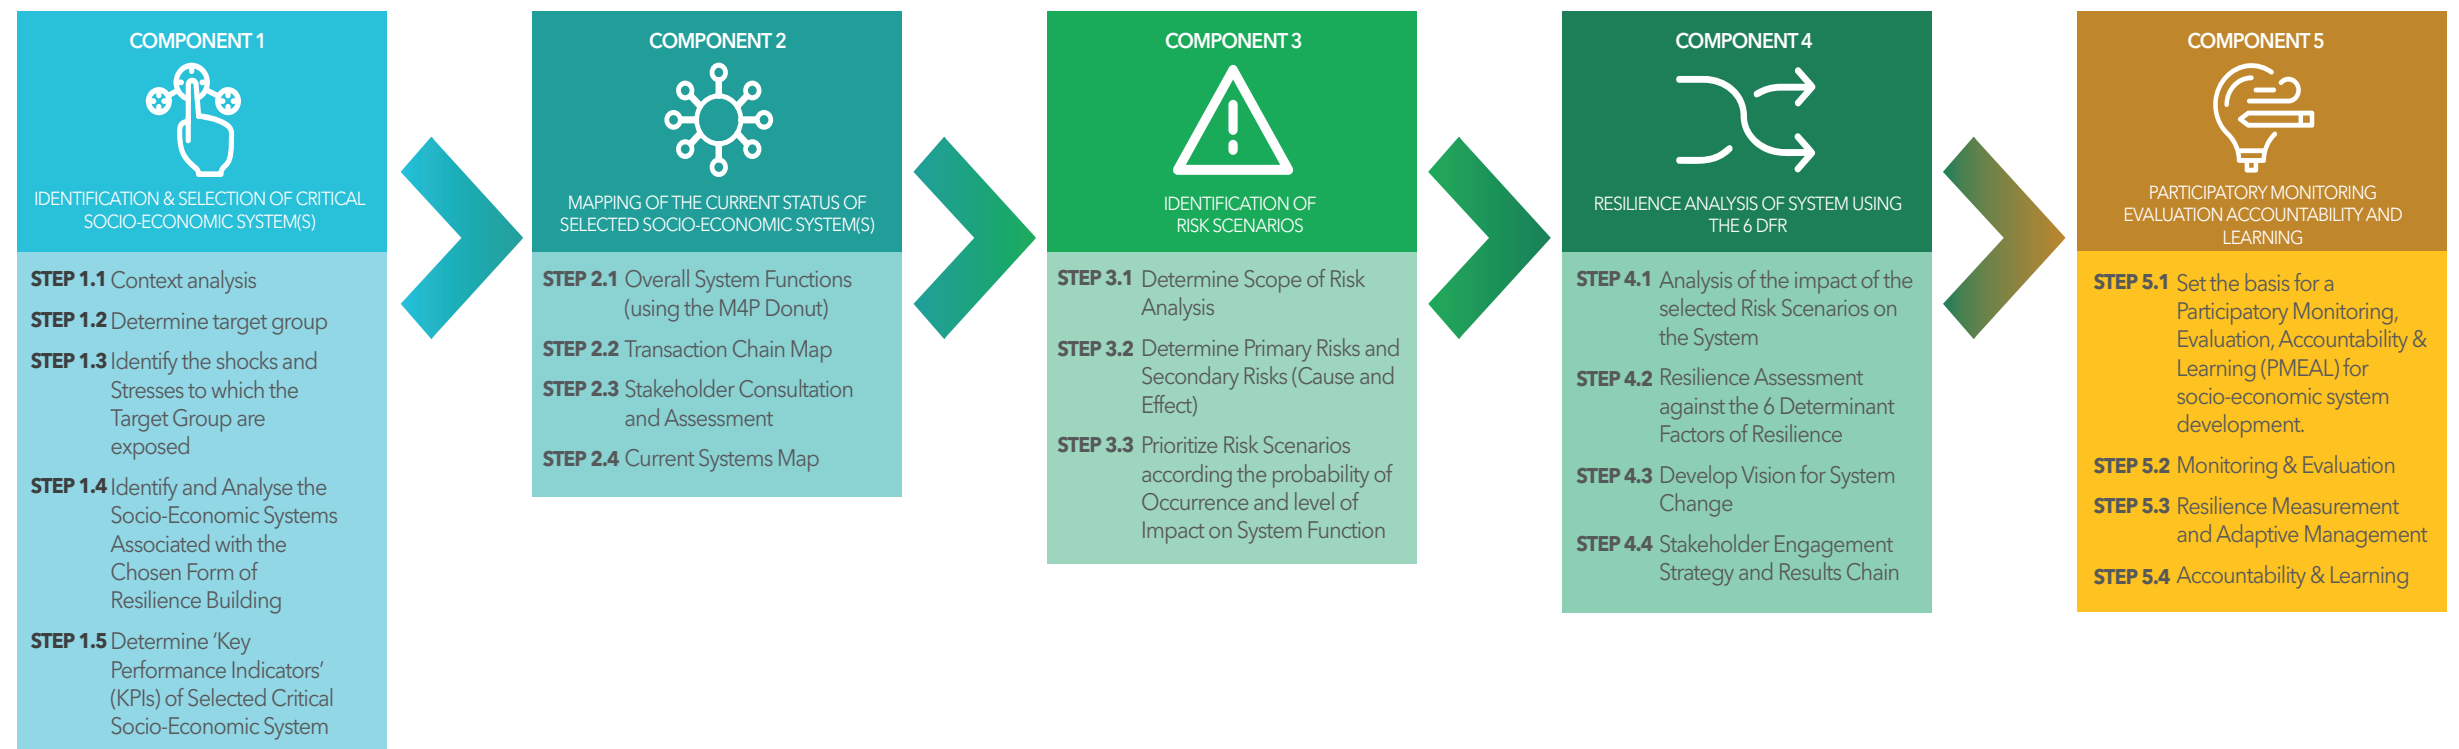 COMPONENT 1
IDENTIFICATION & SELECTION OF CRITICAL
SOCIO-ECONOMIC SYSTEM(S)
STEP 1.1 Context analysis
STEP 1.2 Determine target group
STEP 1.3 Identify the shocks and
Stresses to which the
Target Group are
exposed
STEP 1.4 Identify and Analyse the
Socio-Economic Systems
Associated with the
Chosen Form of
Resilience Building
STEP 1.5 Determine ‘Key
Performance Indicators’
(KPIs) of Selected Critical
Socio-Economic System
COMPONENT 2
MAPPING OF THE CURRENT STATUS OF
SELECTED SOCIO-ECONOMIC SYSTEM(S)
STEP 2.1 Overall System Functions
(using the M4P Donut)
STEP 2.2 Transaction Chain Map
STEP 2.3 Stakeholder Consultation
and Assessment
STEP 2.4 Current Systems Map
COMPONENT 3
IDENTIFICATION OF
RISK SCENARIOS
STEP 3.1 Determine Scope of Risk
Analysis
STEP 3.2 Determine Primary Risks and
Secondary Risks (Cause and
Effect)
STEP 3.3 Prioritize Risk Scenarios
according the probability of
Occurrence and level of
Impact on System Function
COMPONENT 4
RESILIENCE ANALYSIS OF SYSTEM USING
THE 6 DFR
STEP 4.1 Analysis of the impact of the
selected Risk Scenarios on
the System
STEP 4.2 Resilience Assessment
against the 6 Determinant
Factors of Resilience
STEP 4.3 Develop Vision for System
Change
STEP 4.4 Stakeholder Engagement
Strategy and Results Chain
COMPONENT 5
PARTICIPATORY MONITORING
EVALUATION ACCOUNTABILITY AND
LEARNING
STEP 5.1 Set the basis for a
Participatory Monitoring,
Evaluation, Accountability &
Learning (PMEAL) for
socio-economic system
development.
STEP 5.2 Monitoring & Evaluation
STEP 5.3 Resilience Measurement
and Adaptive Management
STEP 5.4 Accountability & Learning